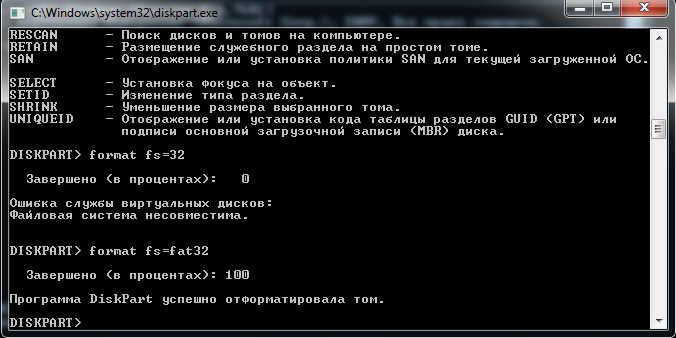 C:\Windows\system32\diskpart.exe
RESCAN - Поиск дисков и томов на компьютере.
RETAIN - Размещение служебного раздела на простом томе.
SAN - Отображение или установка политики SAN для текущей загруженной ОС.
SELECT - Установка фокуса на объект.
SETID - Изменение типа раздела.
SHRINK - Уменьшение размера выбранного тома.
UNIQUEID - Отображение или установка кода таблицы разделов GUID (GPT) или
подписи основной загрузочной записи (MBR) диска.
DISKPART> format fs=32
Завершено (в процентах): 0
Ошибка службы виртуальных дисков:
Файловая система несовместима.
DISKPART> format fs=fat32
Завершено (в процентах): 100
Программа DiskPart успешно отформатировала том.
DISKPART>